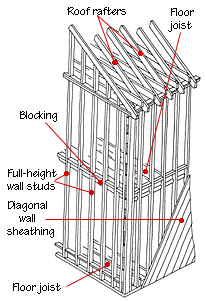 Roof rafters
Floor
joist
Blocking
Full-height
wall studs
Diagonal
wall
sheathing
Floor joist